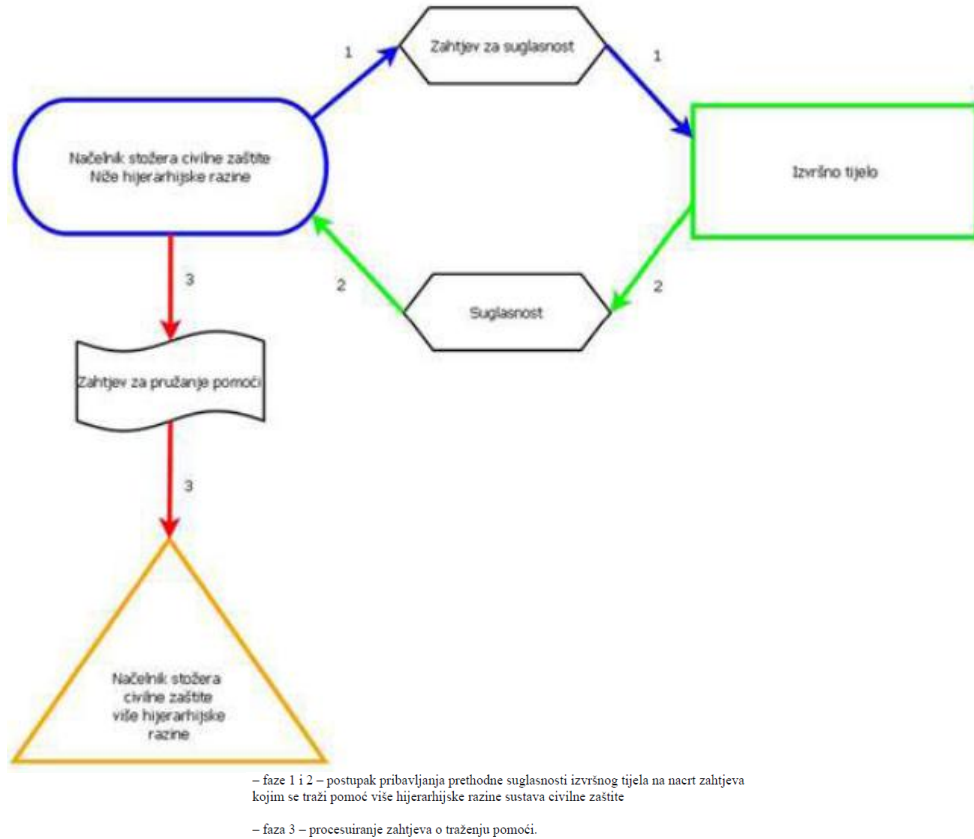 1
Zahtjev za suglasnost
1
Načelnik stožera civilne zaštite
Niže hijerarhijske razine
Izvršno tijelo
3
2
Suglasnost
2
Zahtjev za pružanje pomoći
3
Načelnik stožera
civilne zaštite
više hijerarhijske
razine
– faze 1 i 2 – postupak pribavljanja prethodne suglasnosti izvršnog tijela na nacrt zahtjeva
kojim se traži pomoć više hijerarhijske razine sustava civilne zaštite
– faza 3 – procesuiranje zahtjeva o traženju pomoći.